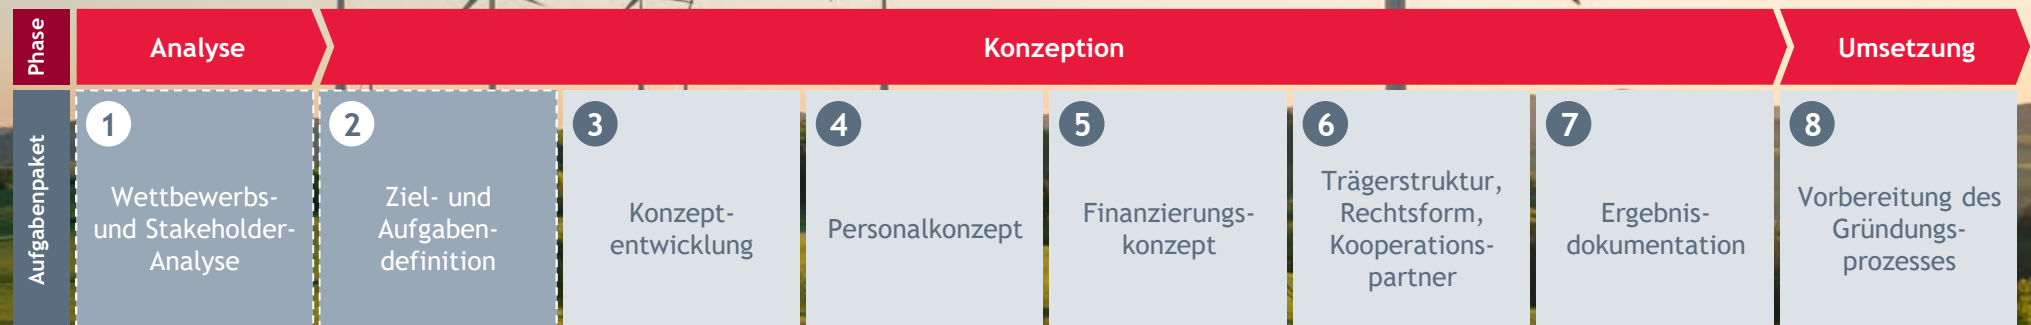 Phase
Analyse
Konzeption
Umsetzung
Aufgabenpaket
1
Wettbewerbs-
und Stakeholder-
Analyse
2
Ziel- und
Aufgaben-
definition
3
Konzept-
entwicklung
4
Personalkonzept
5
Finanzierungs-
konzept
6
Trägerstruktur,
Rechtsform,
Kooperations-
partner
7
Ergebnis-
dokumentation
8
Vorbereitung des
Gründungs-
prozesses